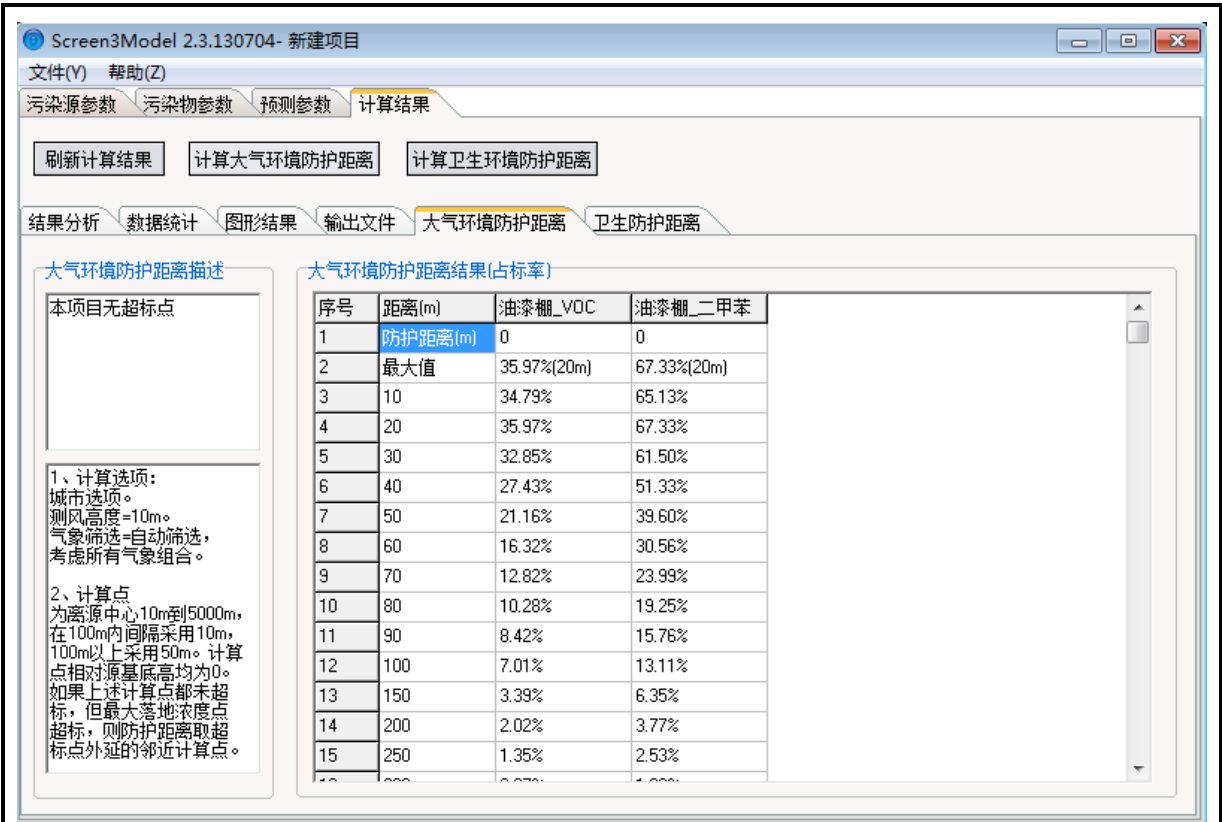 Screen3Model 2.3.130704- 新建项目
文件(Y) 帮助(Z)
污染源参数 污染物参数 预测参数 计算结果
刷新计算结果 计算大气环境防护距离 计算卫生环境防护距离
结果分析 数据统计 图形结果 输出文件 大气环境防护距离 卫生防护距离
大气环境防护距离描述
本项目无超标点
1、计算选项:
城市选项。
测风高度=10m。
气象筛选=自动筛选,
考虑所有气象组合。
2、计算点
为离源中心10m到5000m,
在100m内间隔采用10m,
100m以上采用50m。计算
点相对源基底高均为0。
如果上述计算点都未超
标,但最大落地浓度点
超标,则防护距离取超
标点外延的邻近计算点。
大气环境防护距离结果(占标率)
序号 距离(m) 油漆棚_VOC 油漆棚_二甲苯
1 防护距离(m) 0 0
2 最大值 35.97%(20m) 67.33%(20m)
3 10 34.79% 65.13%
4 20 35.97% 67.33%
5 30 32.85% 61.50%
6 40 27.43% 51.33%
7 50 21.16% 39.60%
8 60 16.32% 30.56%
9 70 12.82% 23.99%
10 80 10.28% 19.25%
11 90 8.42% 15.76%
12 100 7.01% 13.11%
13 150 3.39% 6.35%
14 200 2.02% 3.77%
15 250 1.35% 2.53%